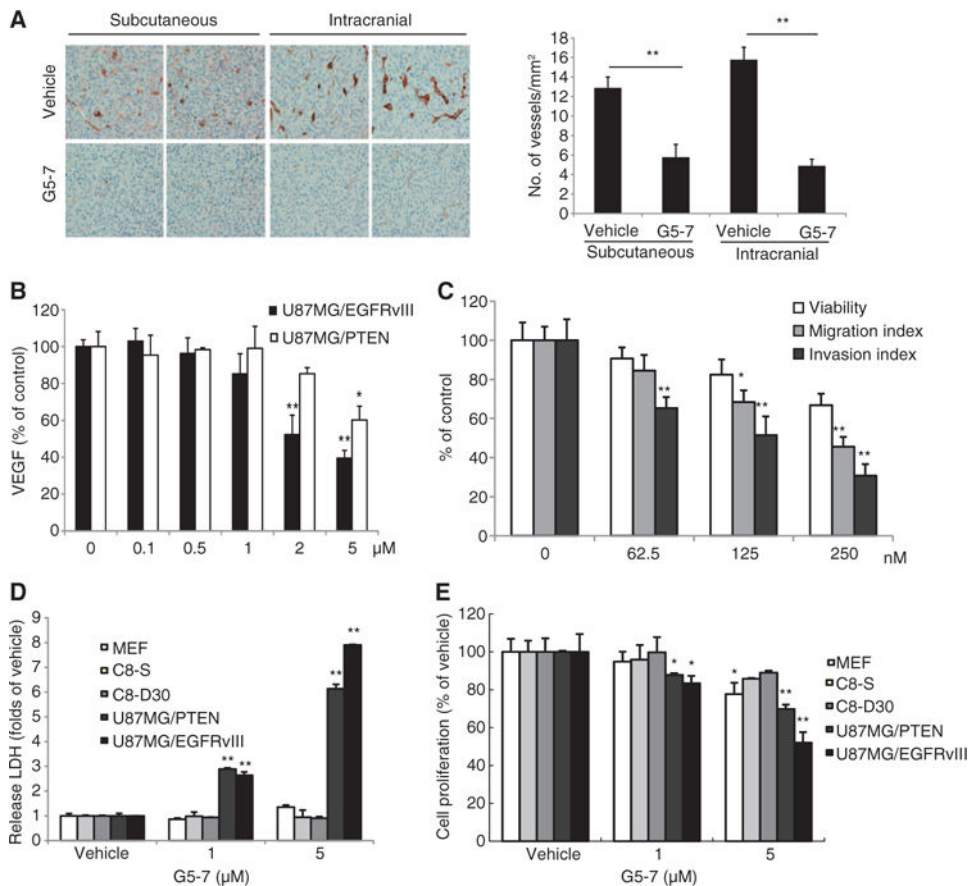 A
Subcutaneous
Intracranial
Vehicle
G5-7
No. of vessels/mm²
18
16
14
12
10
8
6
4
2
0
**
**
Vehicle G5-7 Vehicle G5-7
Subcutaneous Intracranial
B
VEGF (% of control)
120
100
80
60
40
20
0
U87MG/EGFRvIII
U87MG/PTEN
**
**
*
0 0.1 0.5 1 2 5 μM
C
% of control
120
100
80
60
40
20
0
Viability
Migration index
Invasion index
**
*
**
**
**
0 62.5 125 250 nM
D
Release LDH (folds of vehicle)
9
8
7
6
5
4
3
2
1
0
MEF
C8-S
C8-D30
U87MG/PTEN
U87MG/EGFRvIII
** **
**
**
Vehicle 1 5
G5-7 (μM)
E
Cell proliferation (% of vehicle)
120
100
80
60
40
20
0
* *
*
**
**
MEF
C8-S
C8-D30
U87MG/PTEN
U87MG/EGFRvIII
Vehicle 1 5
G5-7 (μM)